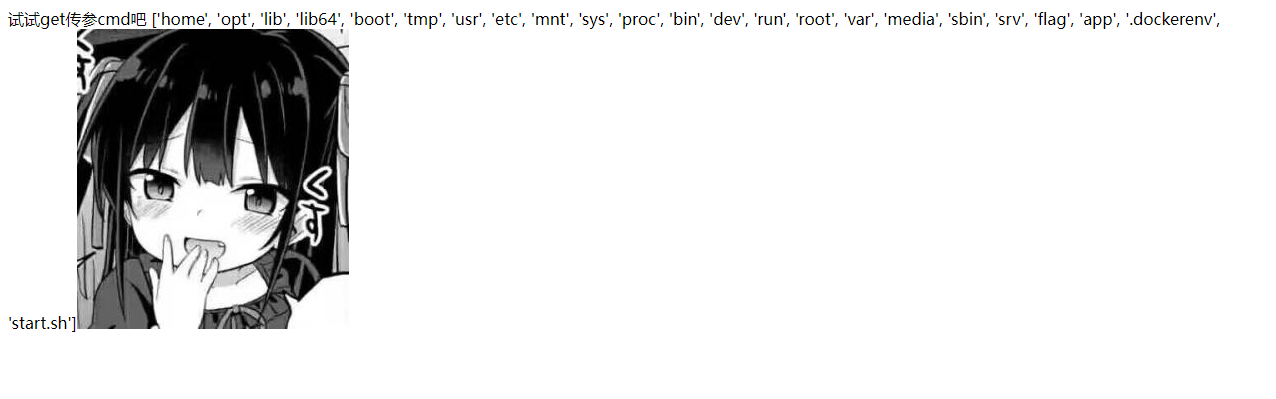 试试get传参cmd吧 ['home', 'opt', 'lib', 'lib64', 'boot', 'tmp', 'usr', 'etc', 'mnt', 'sys', 'proc', 'bin', 'dev', 'run', 'root', 'var', 'media', 'sbin', 'srv', 'flag', 'app', '.dockerenv',
くす
'start.sh']